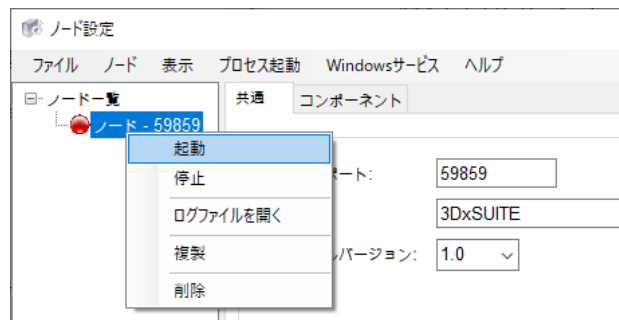 ノード設定
ファイル ノード 表示 プロセス起動 Windowsサービス ヘルプ
ノード一覧
ノード - 59859
共通 コンポーネント
起動
停止
ログファイルを開く
複製
削除
ポート: 59859
3DxSUITE
ルバージョン: 1.0